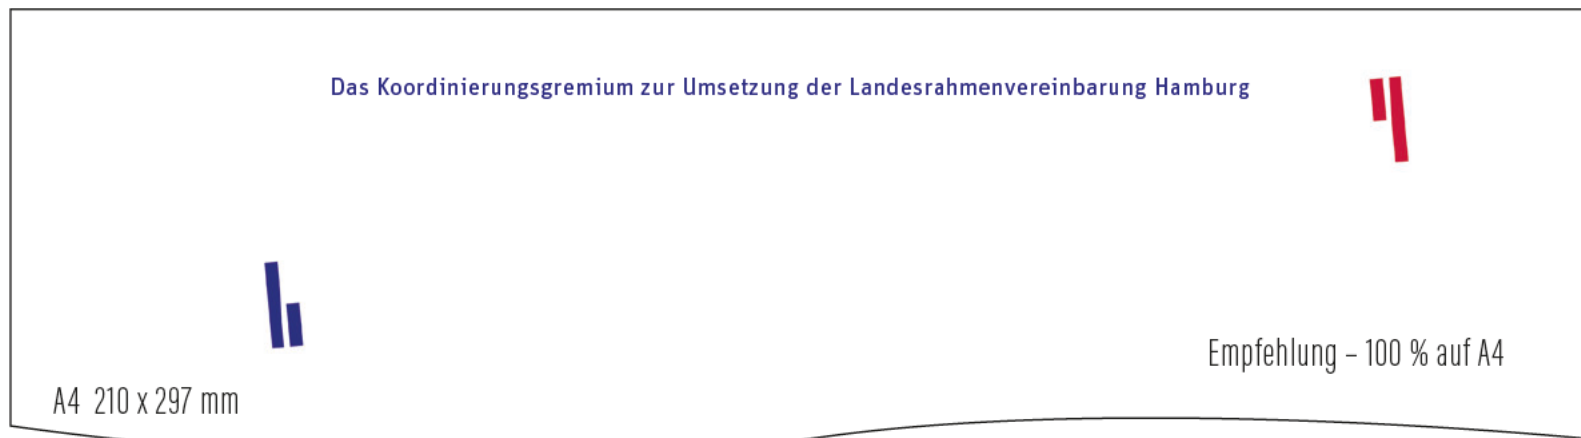 Das Koordinierungsgremium zur Umsetzung der Landesrahmenvereinbarung Hamburg
Empfehlung – 100 % auf A4
A4 210 x 297 mm